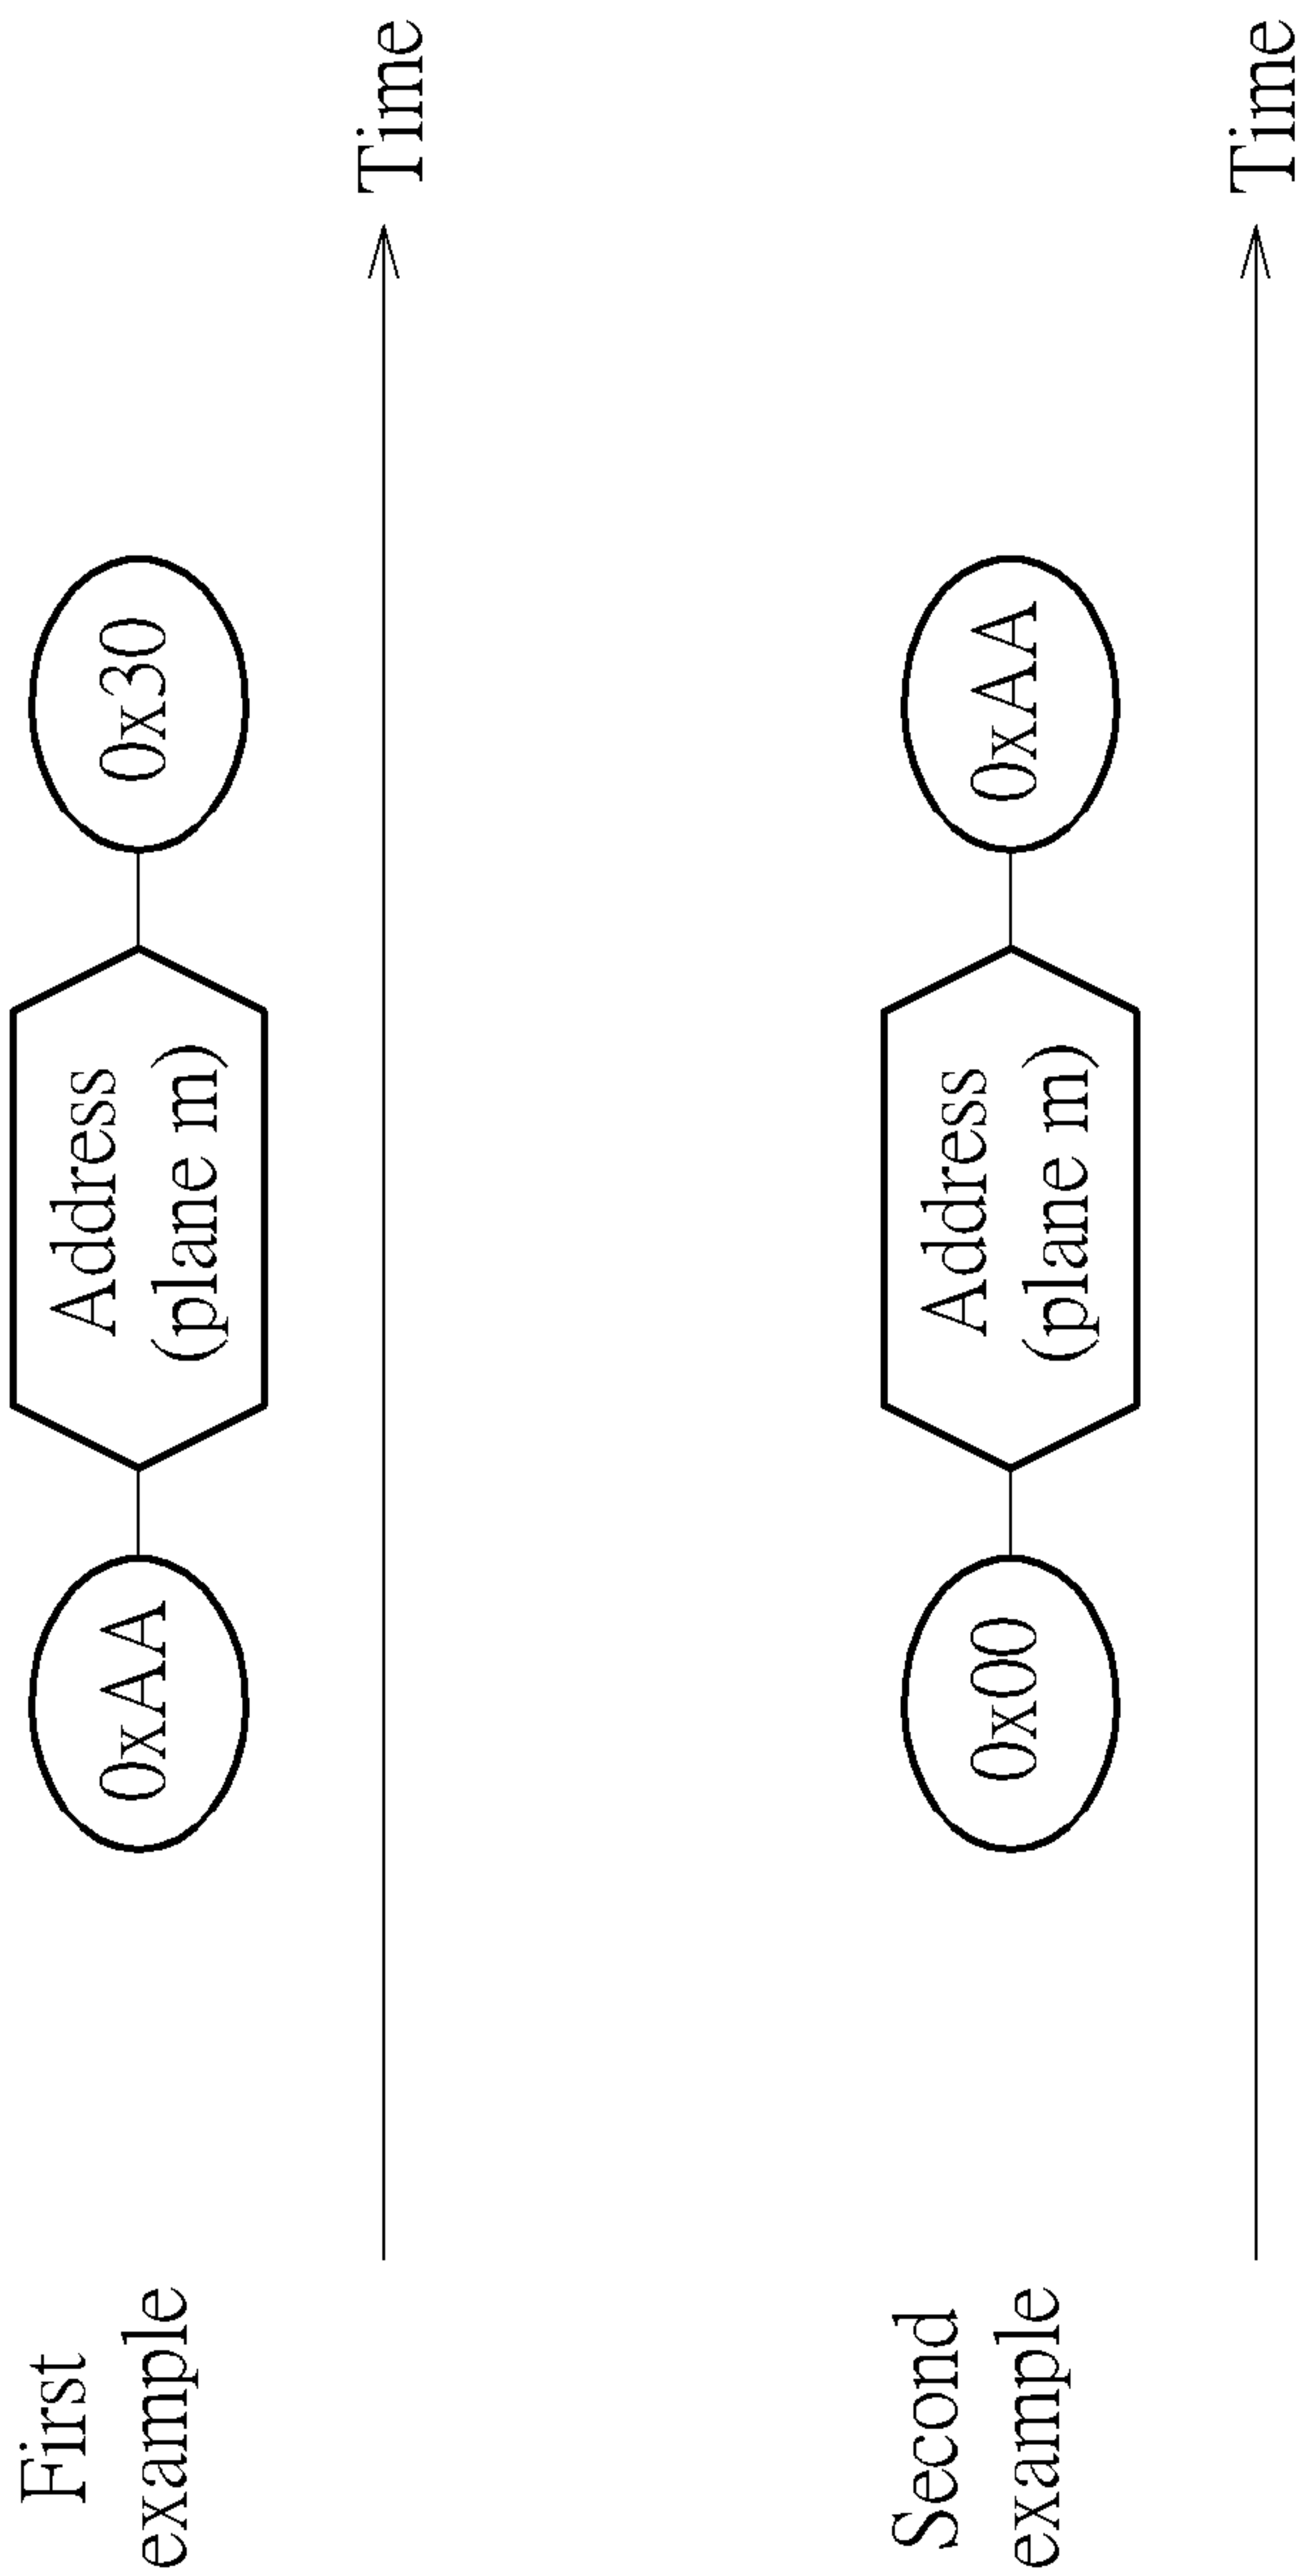 First
example
0xAA
Address
(plane m)
0x30
Time
Second
example
0x00
Address
(plane m)
0xAA
Time